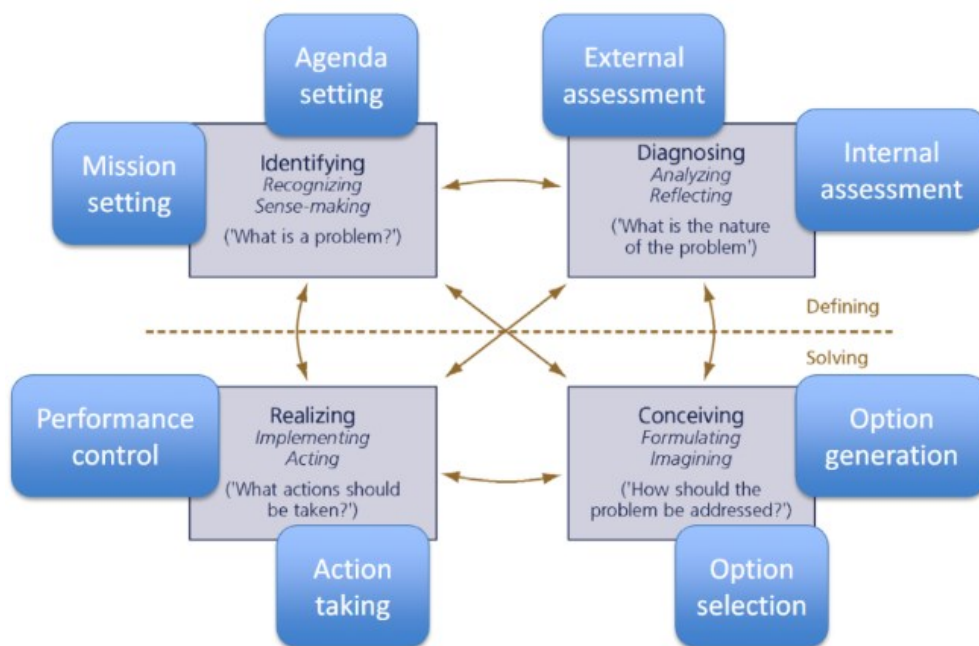 Agenda
setting
External
assessment
Mission
setting
Identifying
Recognizing
Sense-making
('What is a problem?')
Diagnosing
Analyzing
Reflecting
('What is the nature
of the problem')
Internal
assessment
Defining
Solving
Performance
control
Realizing
Implementing
Acting
('What actions should
be taken?')
Conceiving
Formulating
Imagining
('How should the
problem be addressed?')
Option
generation
Action
taking
Option
selection